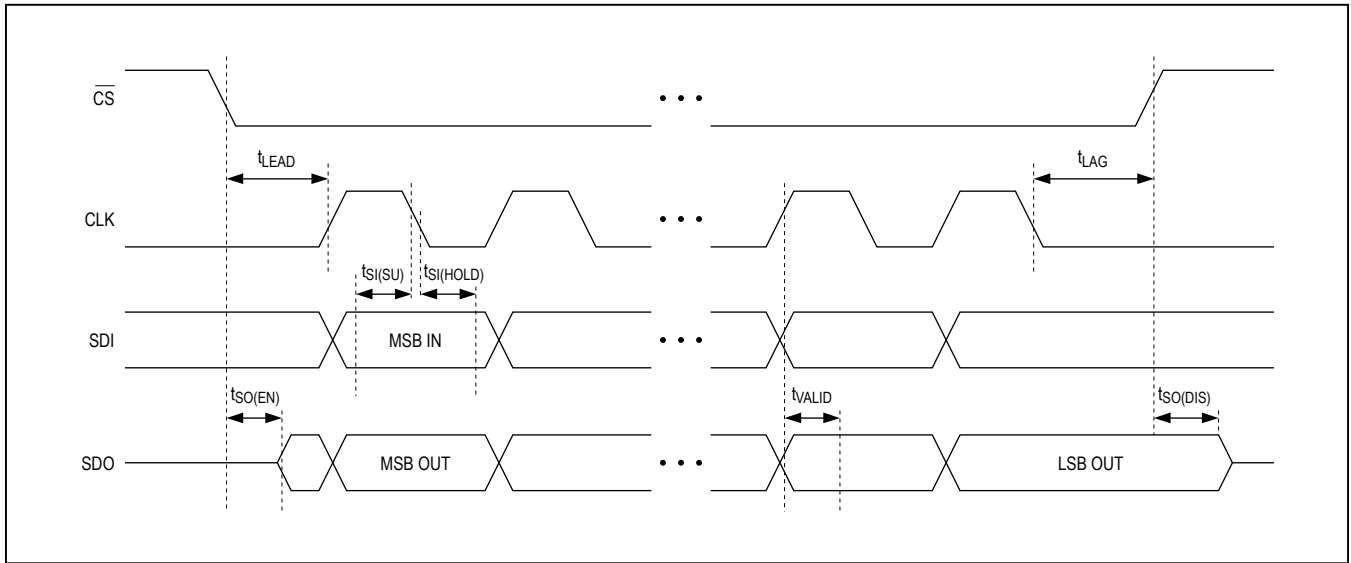 CS
• • •
tLEAD
tLAG
CLK
• • •
tSI(SU)
tSI(HOLD)
SDI
MSB IN
• • •
tSO(EN)
tVALID
tSO(DIS)
SDO
MSB OUT
• • •
LSB OUT